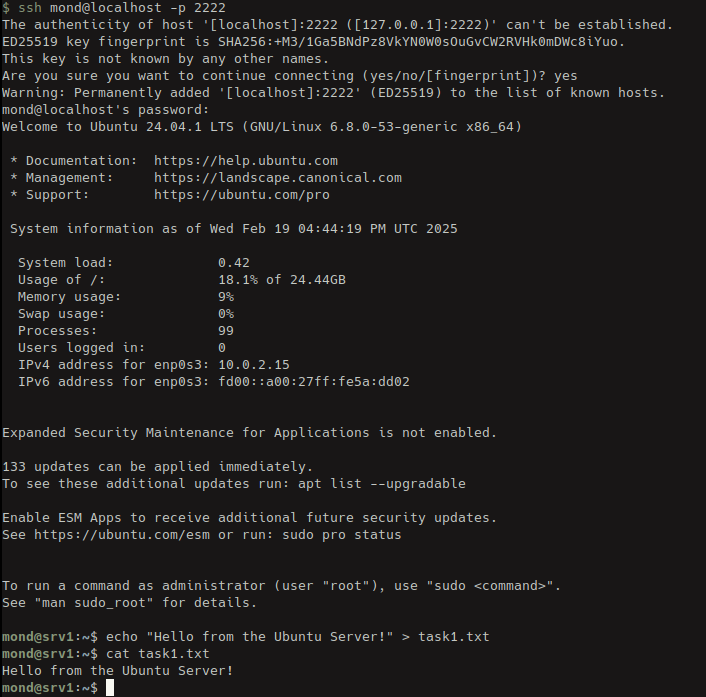 $ ssh mond@localhost -p 2222
The authenticity of host '[localhost]:2222 ([127.0.0.1]:2222)' can't be established.
ED25519 key fingerprint is SHA256:+M3/1Ga5BNdPz8VkYN0W0sOuGvCW2RVHk0mDWc8iYuo.
This key is not known by any other names.
Are you sure you want to continue connecting (yes/no/[fingerprint])? yes
Warning: Permanently added '[localhost]:2222' (ED25519) to the list of known hosts.
mond@localhost's password:
Welcome to Ubuntu 24.04.1 LTS (GNU/Linux 6.8.0-53-generic x86_64)
 * Documentation:  https://help.ubuntu.com
 * Management:     https://landscape.canonical.com
 * Support:        https://ubuntu.com/pro
 System information as of Wed Feb 19 04:44:19 PM UTC 2025
  System load:             0.42
  Usage of /:              18.1% of 24.44GB
  Memory usage:            9%
  Swap usage:              0%
  Processes:               99
  Users logged in:         0
  IPv4 address for enp0s3: 10.0.2.15
  IPv6 address for enp0s3: fd00::a00:27ff:fe5a:dd02
Expanded Security Maintenance for Applications is not enabled.
133 updates can be applied immediately.
To see these additional updates run: apt list --upgradable
Enable ESM Apps to receive additional future security updates.
See https://ubuntu.com/esm or run: sudo pro status
To run a command as administrator (user "root"), use "sudo <command>".
See "man sudo_root" for details.
mond@srv1:~$ echo "Hello from the Ubuntu Server!" > task1.txt
mond@srv1:~$ cat task1.txt
Hello from the Ubuntu Server!
mond@srv1:~$